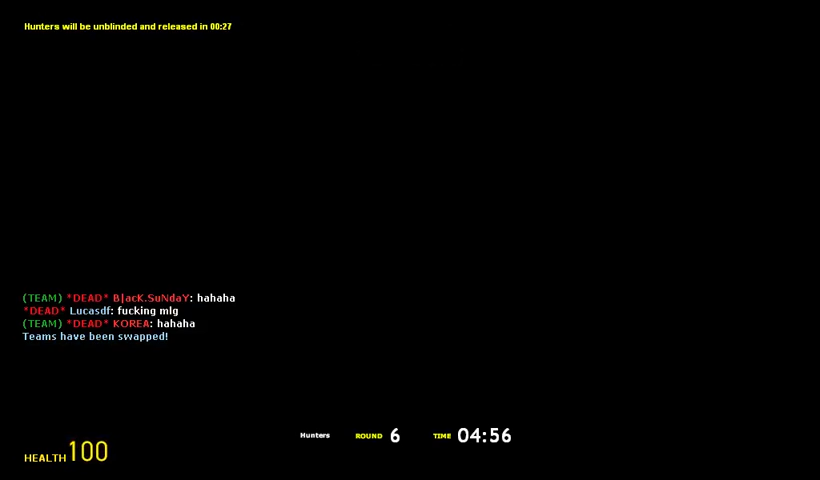 Hunters will be unblinded and released in 00:27
(TEAM) *DEAD* B|acK.SuNdaY: hahaha
*DEAD* Lucasdf: fucking mlg
(TEAM) *DEAD* KOREA: hahaha
Teams have been swapped!
Hunters ROUND 6 TIME 04:56
HEALTH 100